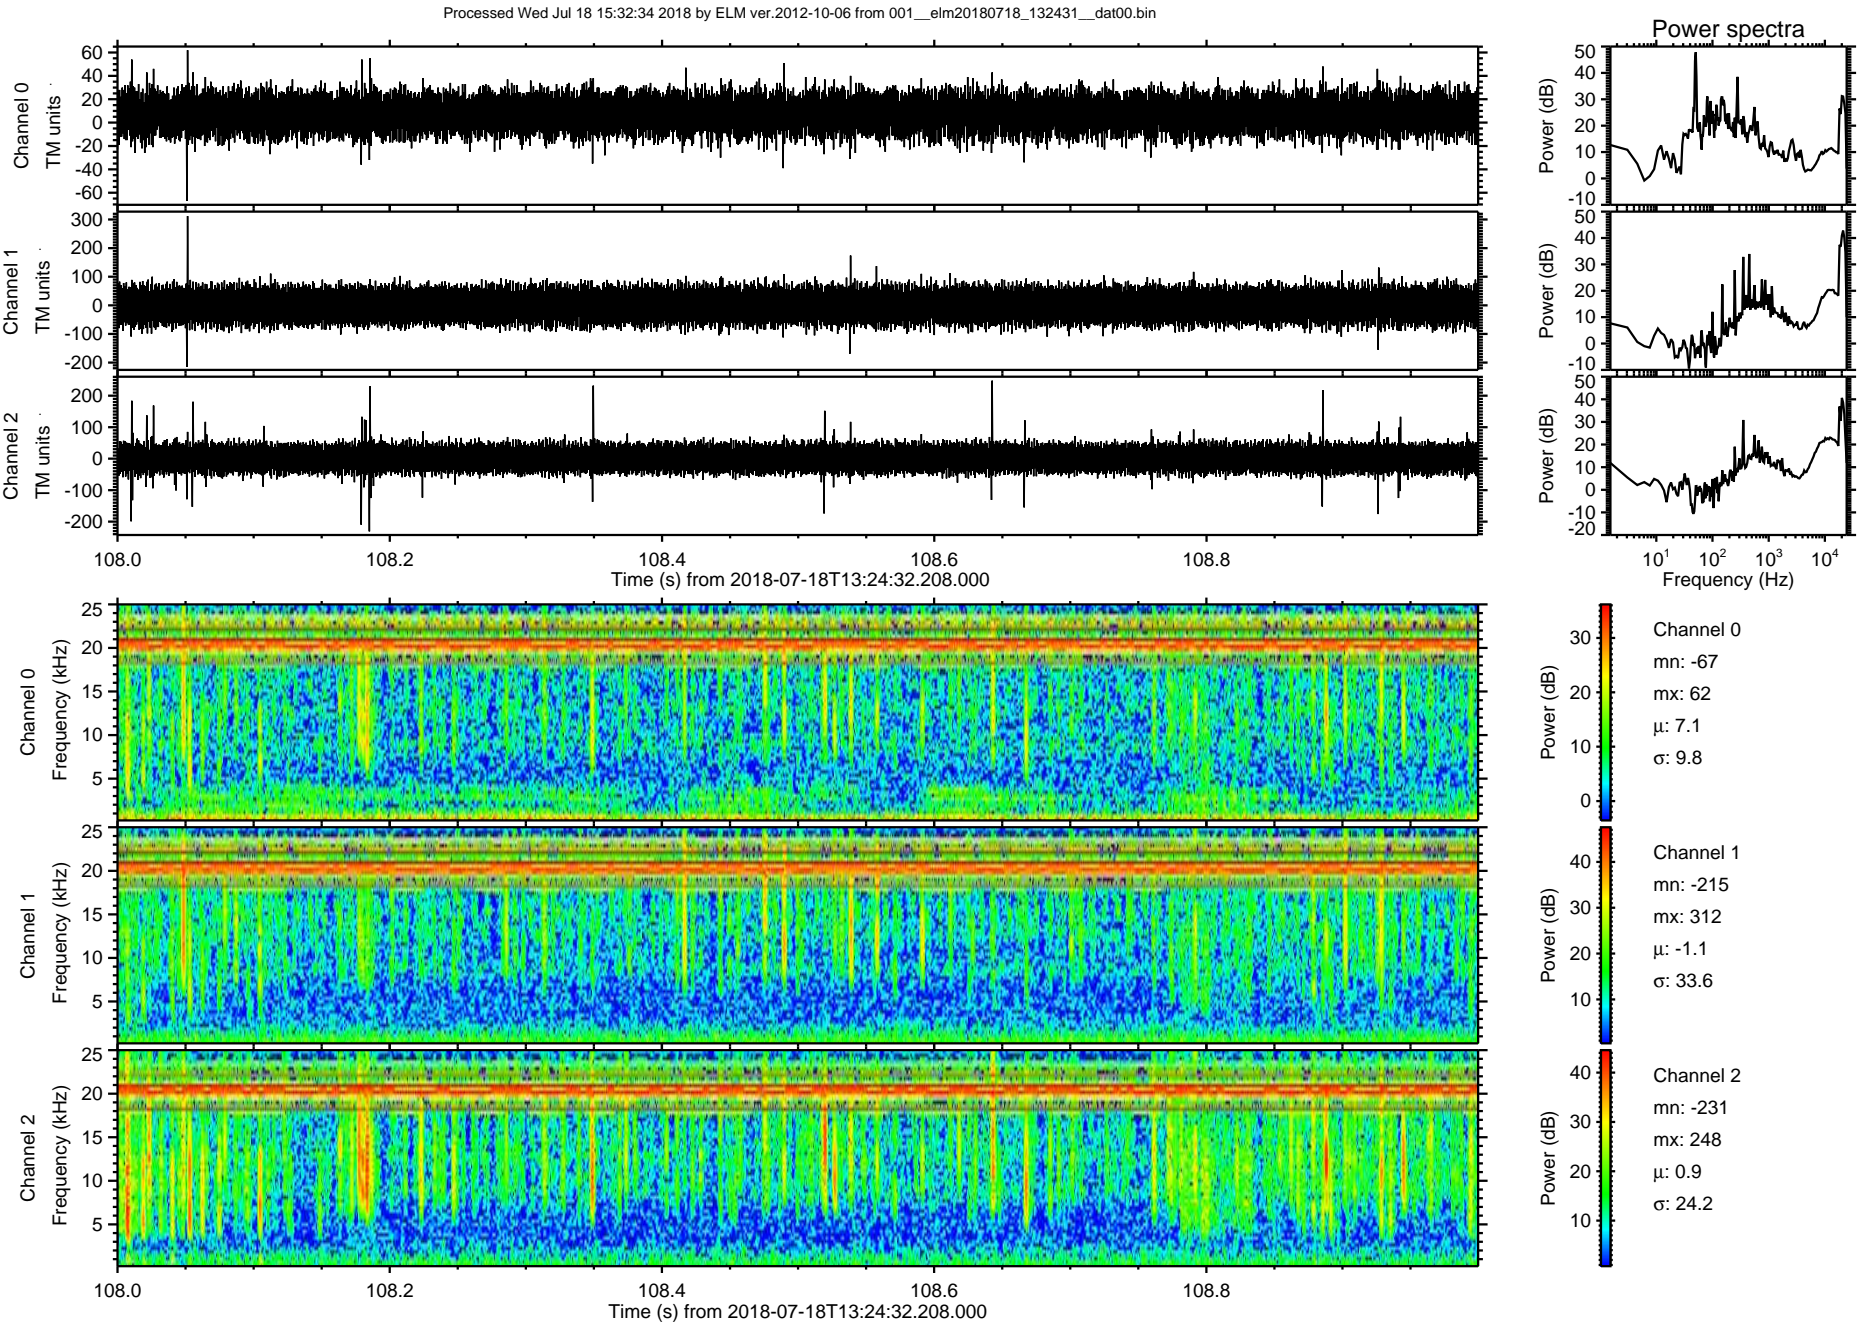 Processed Wed Jul 18 15:32:34 2018 by ELM ver.2012-10-06 from 001__elm20180718_132431__dat00.bin
Power spectra
Channel 0
TM units
60
40
20
0
-20
-40
-60
Power (dB)
50
40
30
20
10
0
-10
Channel 1
TM units
300
200
100
0
-100
-200
Power (dB)
50
40
30
20
10
0
-10
Channel 2
TM units
200
100
0
-100
-200
Power (dB)
50
40
30
20
10
0
-10
-20
108.0 108.2 108.4 108.6 108.8
Time (s) from 2018-07-18T13:24:32.208.000
10^1 10^2 10^3 10^4
Frequency (Hz)
Channel 0
Frequency (kHz)
25
20
15
10
5
Power (dB)
30
20
10
0
Channel 0
mn: -67
mx: 62
μ: 7.1
σ: 9.8
Channel 1
Frequency (kHz)
25
20
15
10
5
Power (dB)
40
30
20
10
Channel 1
mn: -215
mx: 312
μ: -1.1
σ: 33.6
Channel 2
Frequency (kHz)
25
20
15
10
5
Power (dB)
40
30
20
10
Channel 2
mn: -231
mx: 248
μ: 0.9
σ: 24.2
108.0 108.2 108.4 108.6 108.8
Time (s) from 2018-07-18T13:24:32.208.000